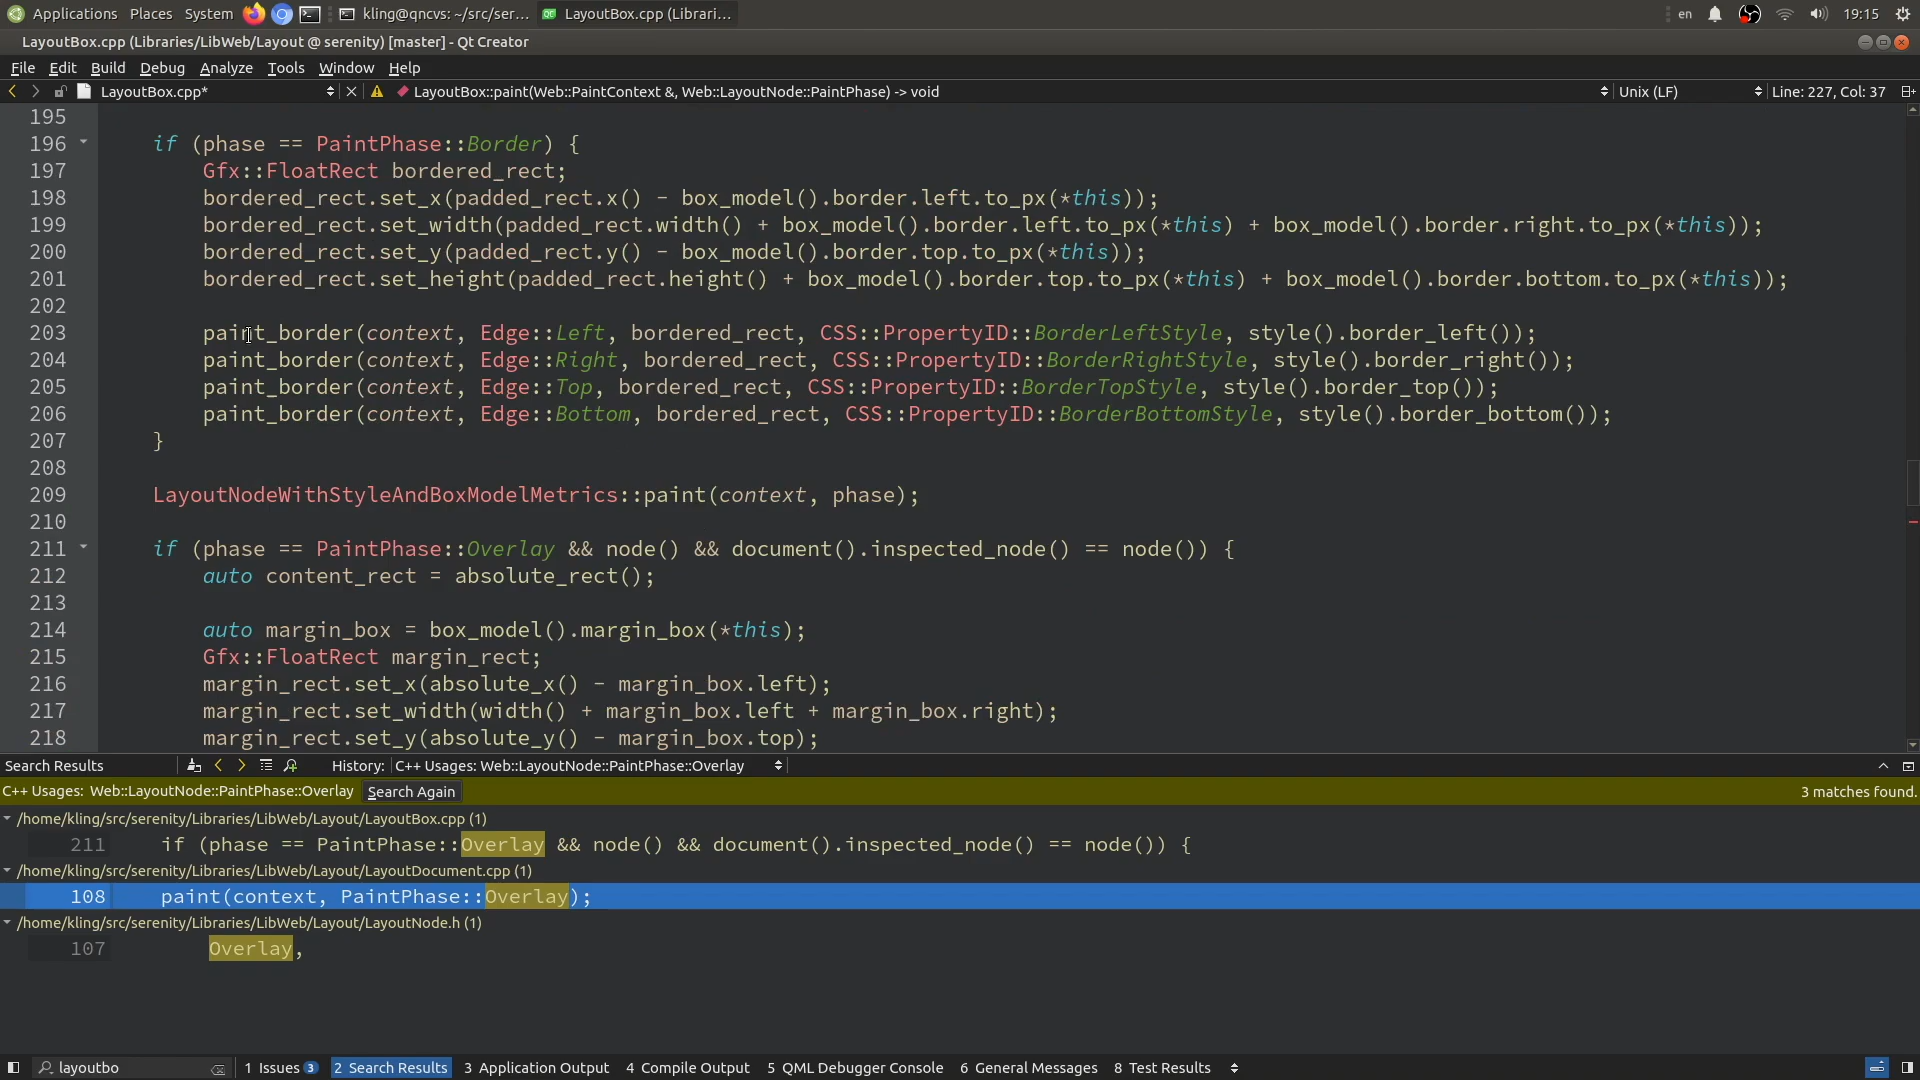 Applications Places System kling@qncvs: ~/src/ser... LayoutBox.cpp (Librari... en 19:15
LayoutBox.cpp (Libraries/LibWeb/Layout @ serenity) [master] - Qt Creator
File Edit Build Debug Analyze Tools Window Help
LayoutBox.cpp* LayoutBox::paint(Web::PaintContext &, Web::LayoutNode::PaintPhase) -> void Unix (LF) Line: 227, Col: 37
195
196 if (phase == PaintPhase::Border) {
197 Gfx::FloatRect bordered_rect;
198 bordered_rect.set_x(padded_rect.x() - box_model().border.left.to_px(*this));
199 bordered_rect.set_width(padded_rect.width() + box_model().border.left.to_px(*this) + box_model().border.right.to_px(*this));
200 bordered_rect.set_y(padded_rect.y() - box_model().border.top.to_px(*this));
201 bordered_rect.set_height(padded_rect.height() + box_model().border.top.to_px(*this) + box_model().border.bottom.to_px(*this));
202
203 paint_border(context, Edge::Left, bordered_rect, CSS::PropertyID::BorderLeftStyle, style().border_left());
204 paint_border(context, Edge::Right, bordered_rect, CSS::PropertyID::BorderRightStyle, style().border_right());
205 paint_border(context, Edge::Top, bordered_rect, CSS::PropertyID::BorderTopStyle, style().border_top());
206 paint_border(context, Edge::Bottom, bordered_rect, CSS::PropertyID::BorderBottomStyle, style().border_bottom());
207 }
208
209 LayoutNodeWithStyleAndBoxModelMetrics::paint(context, phase);
210
211 if (phase == PaintPhase::Overlay && node() && document().inspected_node() == node()) {
212 auto content_rect = absolute_rect();
213
214 auto margin_box = box_model().margin_box(*this);
215 Gfx::FloatRect margin_rect;
216 margin_rect.set_x(absolute_x() - margin_box.left);
217 margin_rect.set_width(width() + margin_box.left + margin_box.right);
218 margin_rect.set_y(absolute_y() - margin_box.top);
Search Results History: C++ Usages: Web::LayoutNode::PaintPhase::Overlay
C++ Usages: Web::LayoutNode::PaintPhase::Overlay Search Again 3 matches found.
/home/kling/src/serenity/Libraries/LibWeb/Layout/LayoutBox.cpp (1)
211 if (phase == PaintPhase::Overlay && node() && document().inspected_node() == node()) {
/home/kling/src/serenity/Libraries/LibWeb/Layout/LayoutDocument.cpp (1)
108 paint(context, PaintPhase::Overlay);
/home/kling/src/serenity/Libraries/LibWeb/Layout/LayoutNode.h (1)
107 Overlay,
layoutbo 1 Issues 3 2 Search Results 3 Application Output 4 Compile Output 5 QML Debugger Console 6 General Messages 8 Test Results